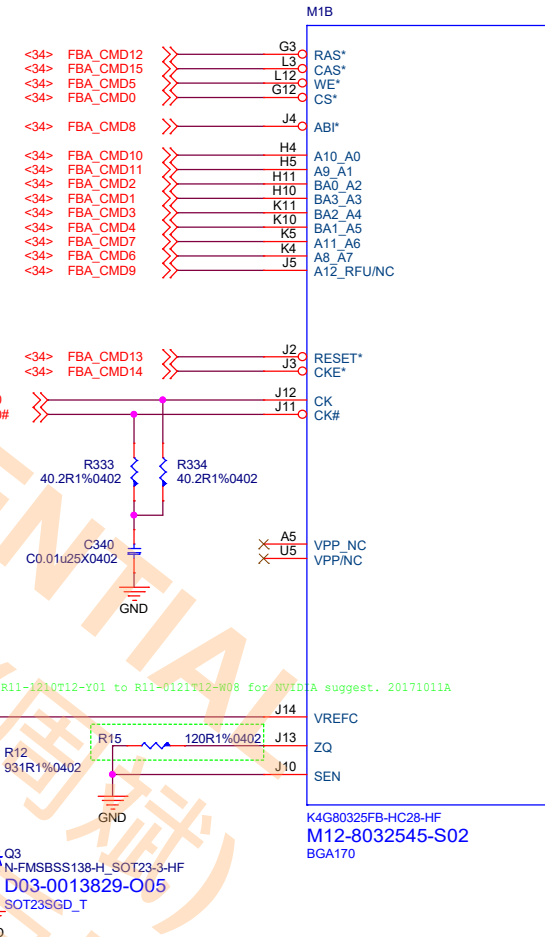 M1B
<34> FBA_CMD12 G3 RAS*
<34> FBA_CMD15 L3 CAS*
<34> FBA_CMD5 L12 WE*
<34> FBA_CMD0 G12 CS*
<34> FBA_CMD8 J4 ABI*
<34> FBA_CMD10 H4 A10_A0
<34> FBA_CMD11 H5 A9_A1
<34> FBA_CMD2 H11 BA0_A2
<34> FBA_CMD1 H10 BA3_A3
<34> FBA_CMD3 K11 BA2_A4
<34> FBA_CMD4 K10 BA1_A5
<34> FBA_CMD7 K5 A11_A6
<34> FBA_CMD6 K4 A8_A7
<34> FBA_CMD9 J5 A12_RFU/NC
<34> FBA_CMD13 J2 RESET*
<34> FBA_CMD14 J3 CKE*
J12 CK
J11 CK#
R333 R334
40.2R1%0402 40.2R1%0402
C340
C0.01u25X0402
GND
A5 VPP_NC
U5 VPP/NC
ENTIAL
R11-1210T12-Y01 to R11-0121T12-W08 for NVIDIA suggest. 20171011A
J14 VREFC
R15 120R1%0402 J13 ZQ
R12
931R1%0402
J10 SEN
GND
周斌)
K4G80325FB-HC28-HF
M12-8032545-S02
BGA170
Q3
N-FMSBSS138-H_SOT23-3-HF
D03-0013829-O05
SOT23SGD_T